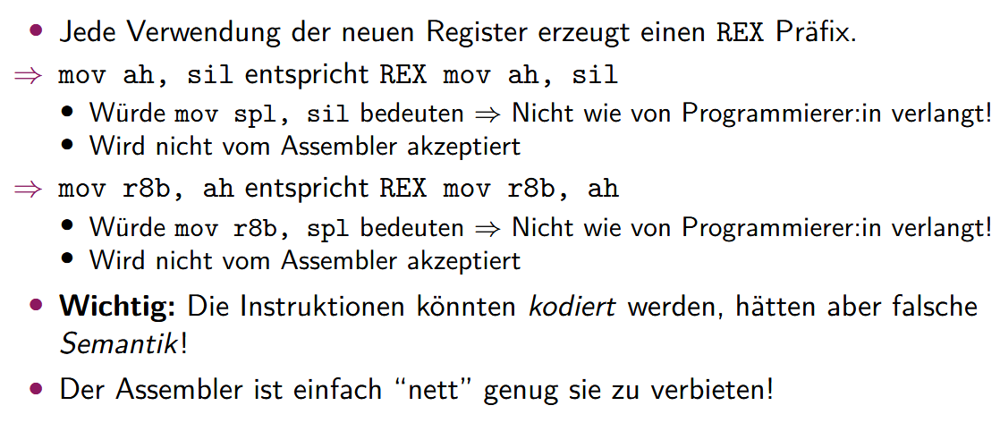 • Jede Verwendung der neuen Register erzeugt einen REX Präfix.
⇒ mov ah, sil entspricht REX mov ah, sil
• Würde mov spl, sil bedeuten ⇒ Nicht wie von Programmierer:in verlangt!
• Wird nicht vom Assembler akzeptiert
⇒ mov r8b, ah entspricht REX mov r8b, ah
• Würde mov r8b, spl bedeuten ⇒ Nicht wie von Programmierer:in verlangt!
• Wird nicht vom Assembler akzeptiert
• Wichtig: Die Instruktionen könnten kodiert werden, hätten aber falsche
Semantik!
• Der Assembler ist einfach “nett” genug sie zu verbieten!